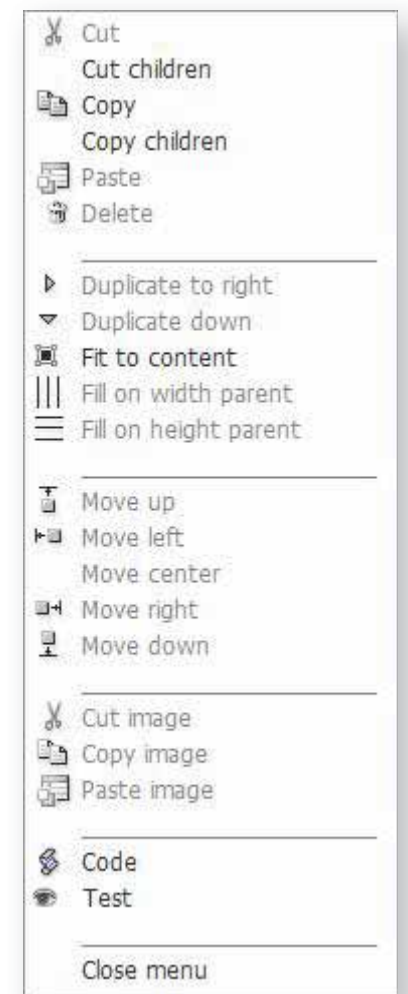 Cut
Cut children
Copy
Copy children
Paste
Delete
Duplicate to right
Duplicate down
Fit to content
Fill on width parent
Fill on height parent
Move up
Move left
Move center
Move right
Move down
Cut image
Copy image
Paste image
Code
Test
Close menu